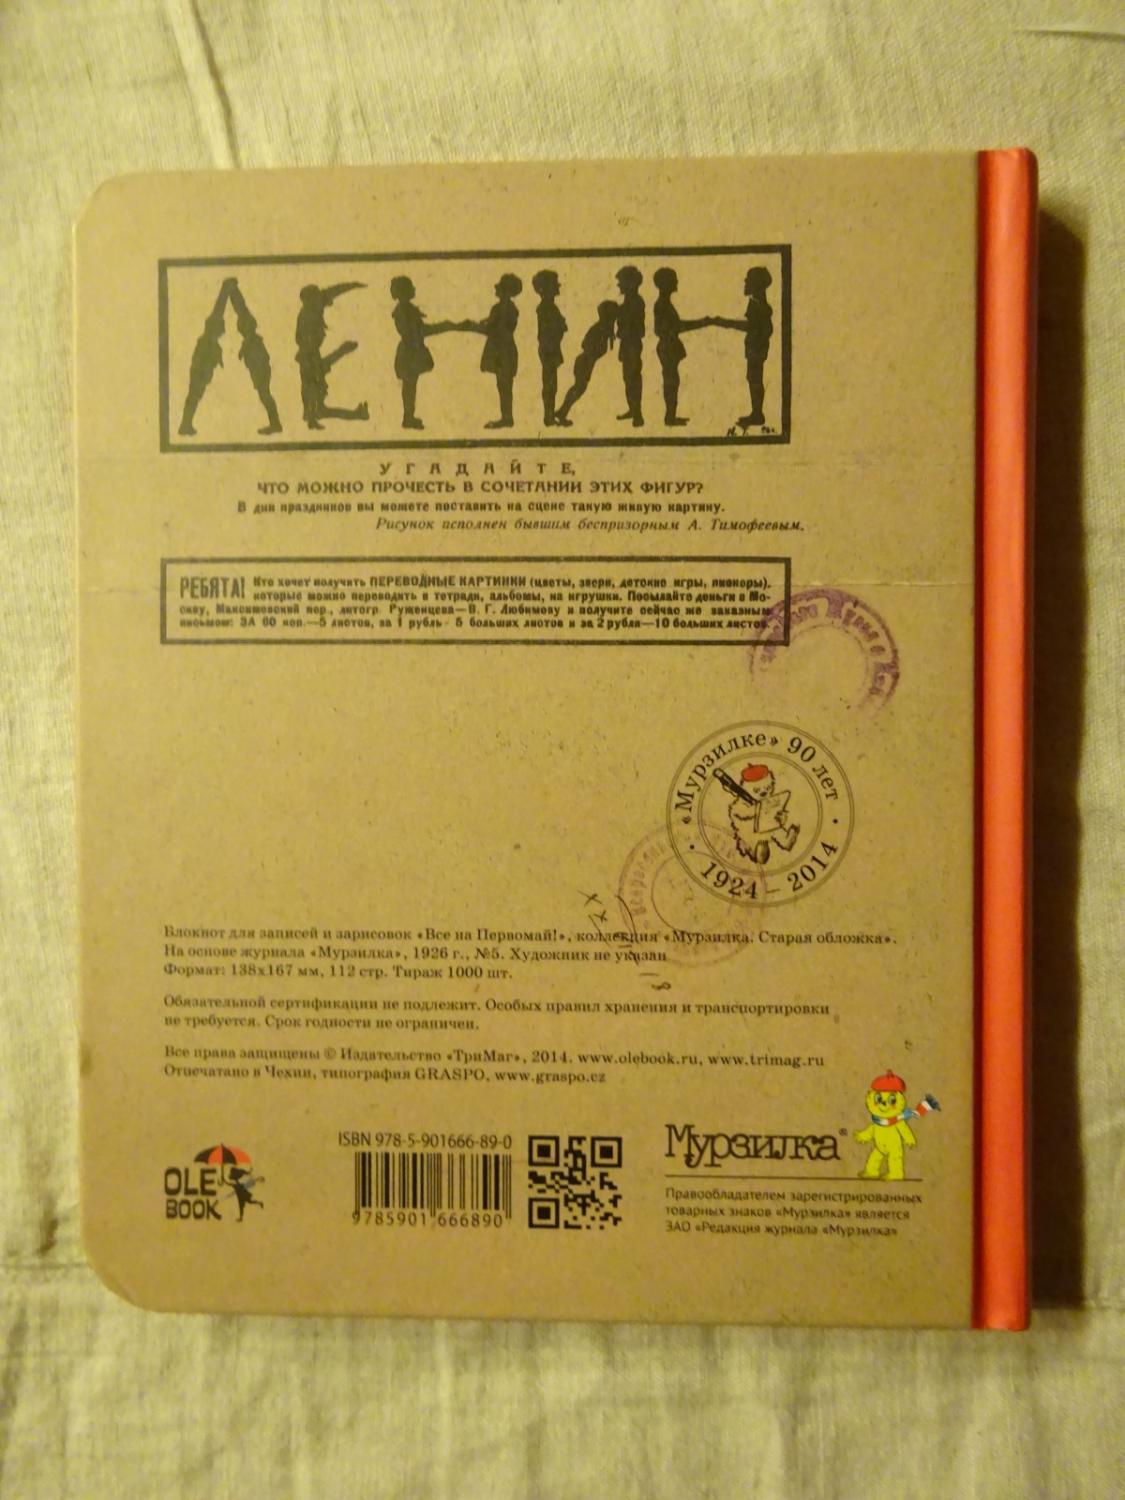 ЛЕНИН
УГАДАЙТЕ,
ЧТО МОЖНО ПРОЧЕСТЬ В СОЧЕТАНИИ ЭТИХ ФИГУР?
В дни праздников вы можете поставить на сцене такую живую картину.
Рисунок исполнен бывшим беспризорным А. Тимофеевым.
РЕБЯТА! Кто хочет получить ПЕРЕВОДНЫЕ КАРТИНКИ (цветы, звери, детские игры, пионеры),
которые можно переводить в тетради, альбомы, на игрушки. Посылайте деньги в Мо-
скву, Максимовский пер., литогр. Руженцева—В. Г. Любимову и получите сейчас же заказным
письмом: ЗА 60 коп.—5 листов, за 1 рубль - 5 больших листов и за 2 рубля—10 больших листов.
«Мурзилке» 90 лет
1924 – 2014
Блокнот для записей и зарисовок «Все на Первомай!», коллекция «Мурзилка. Старая обложка».
На основе журнала «Мурзилка», 1926 г., №5. Художник не указан
Формат: 138х167 мм, 112 стр. Тираж 1000 шт.
Обязательной сертификации не подлежит. Особых правил хранения и транспортировки
не требуется. Срок годности не ограничен.
Все права защищены © Издательство «ТриМаг», 2014. www.olebook.ru, www.trimag.ru
Отпечатано в Чехии, типография GRASPO, www.graspo.cz
OLE
BOOK
ISBN 978-5-901666-89-0
9785901666890
Мурзилка®
Правообладателем зарегистрированных
товарных знаков «Мурзилка» является
ЗАО «Редакция журнала «Мурзилка»